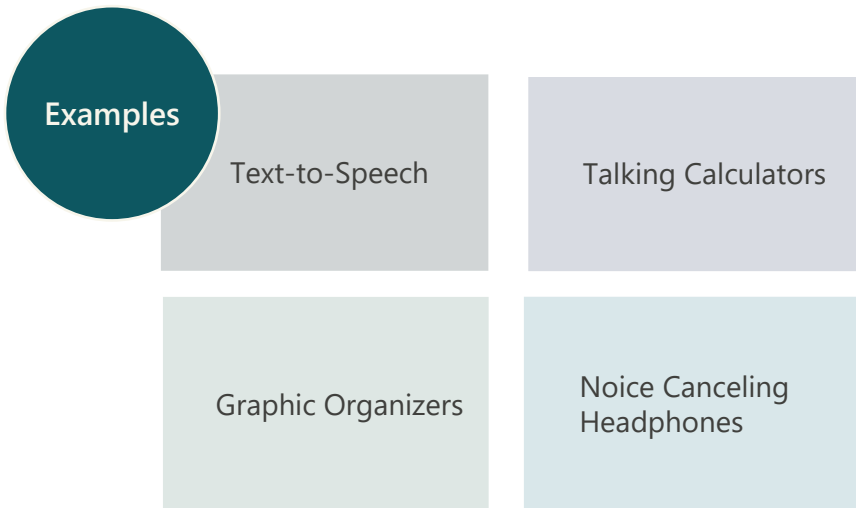 Examples
Text-to-Speech
Talking Calculators
Graphic Organizers
Noice Canceling
Headphones